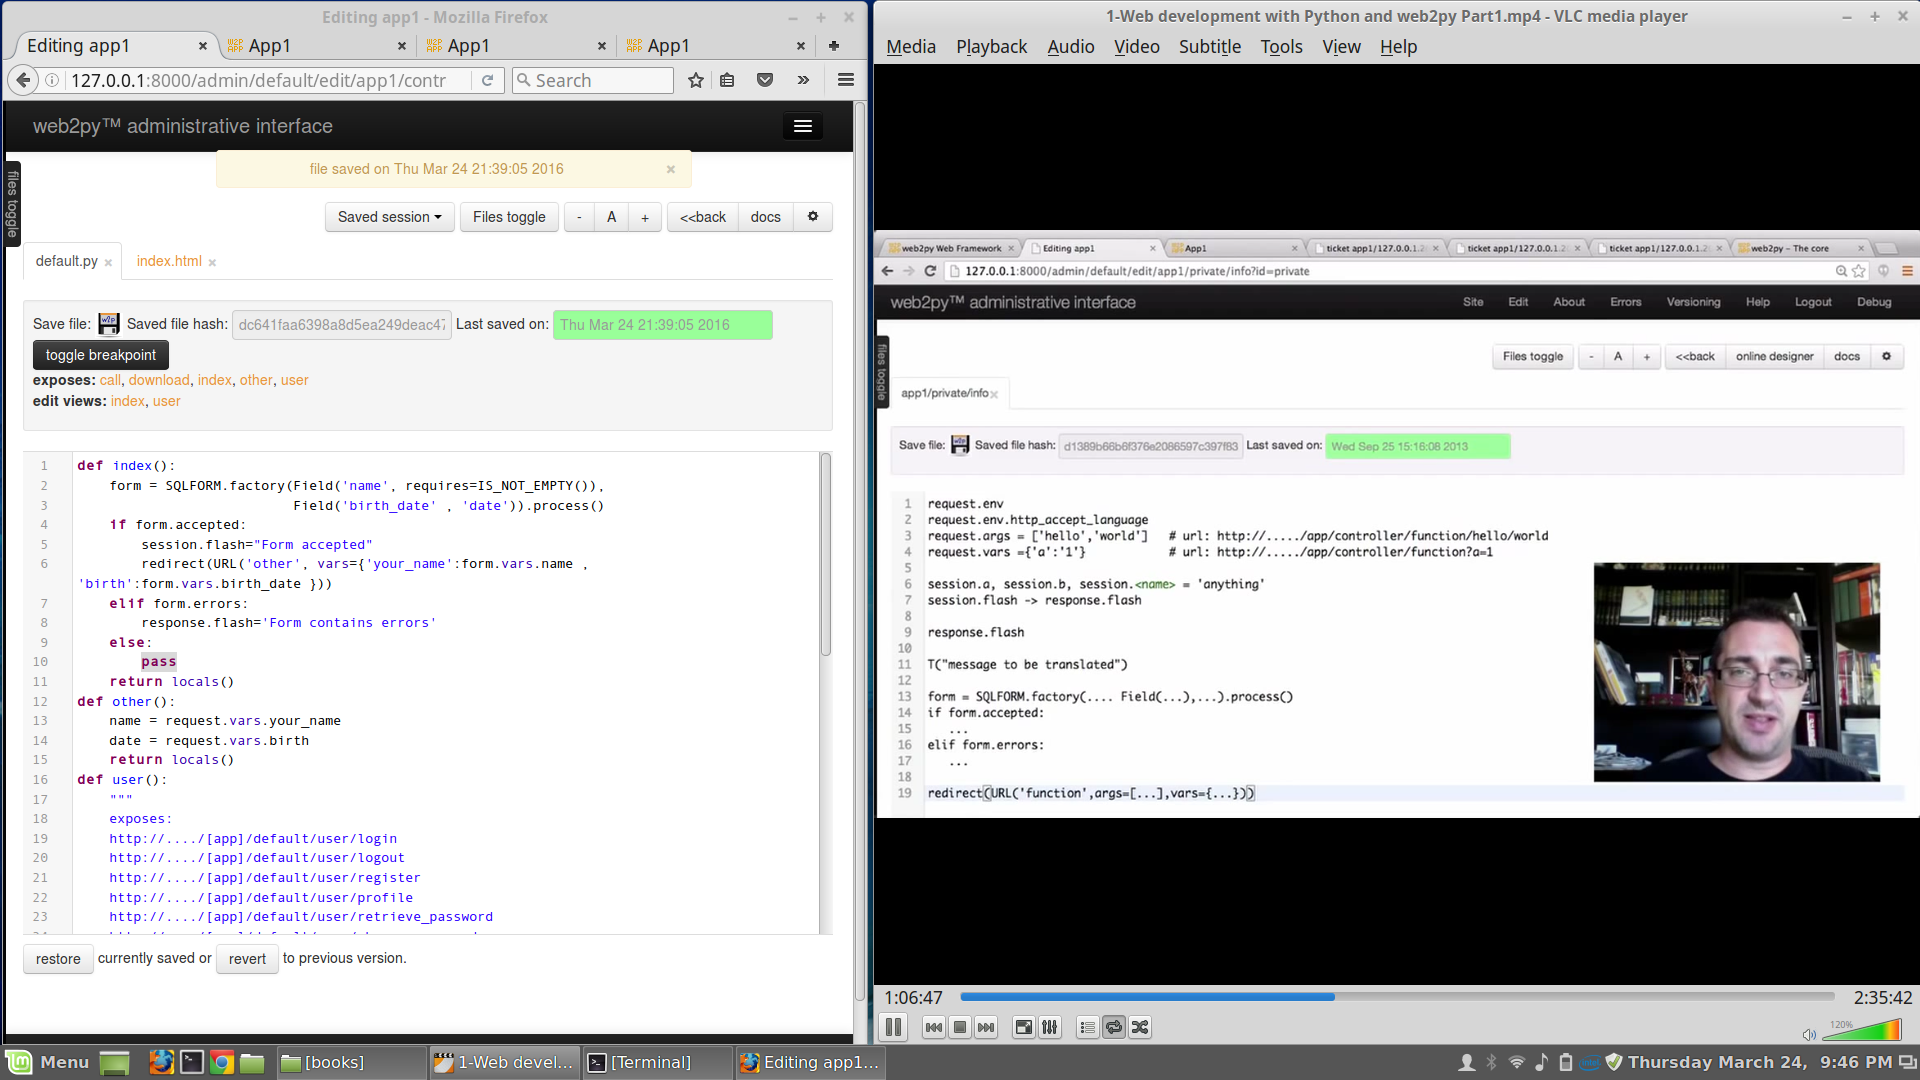 Editing app1 - Mozilla Firefox
Editing app1
App1
App1
App1
127.0.0.1:8000/admin/default/edit/app1/contr
Search
web2py™ administrative interface
file saved on Thu Mar 24 21:39:05 2016
files toggle
Saved session
Files toggle
-
A
+
<<back
docs
default.py
index.html
Save file:
Saved file hash:
dc641faa6398a8d5ea249deac47
Last saved on:
Thu Mar 24 21:39:05 2016
toggle breakpoint
exposes: call, download, index, other, user
edit views: index, user
1 def index():
2 form = SQLFORM.factory(Field('name', requires=IS_NOT_EMPTY()),
3 Field('birth_date' , 'date')).process()
4 if form.accepted:
5 session.flash="Form accepted"
6 redirect(URL('other', vars={'your_name':form.vars.name ,
'birth':form.vars.birth_date }))
7 elif form.errors:
8 response.flash='Form contains errors'
9 else:
10 pass
11 return locals()
12 def other():
13 name = request.vars.your_name
14 date = request.vars.birth
15 return locals()
16 def user():
17 """
18 exposes:
19 http://..../[app]/default/user/login
20 http://..../[app]/default/user/logout
21 http://..../[app]/default/user/register
22 http://..../[app]/default/user/profile
23 http://..../[app]/default/user/retrieve_password
restore currently saved or revert to previous version.
1-Web development with Python and web2py Part1.mp4 - VLC media player
Media Playback Audio Video Subtitle Tools View Help
web2py Web Framework
Editing app1
App1
ticket app1/127.0.0.1.2
ticket app1/127.0.0.1.2
ticket app1/127.0.0.1.2
web2py – The core
127.0.0.1:8000/admin/default/edit/app1/private/info?id=private
web2py™ administrative interface
Site Edit About Errors Versioning Help Logout Debug
files toggle
Files toggle
-
A
+
<<back
online designer
docs
app1/private/info
Save file:
Saved file hash:
d1389b66b6f376e2086597c397f83
Last saved on:
Wed Sep 25 15:16:08 2013
1 request.env
2 request.env.http_accept_language
3 request.args = ['hello','world'] # url: http://...../app/controller/function/hello/world
4 request.vars ={'a':'1'} # url: http://...../app/controller/function?a=1
5
6 session.a, session.b, session.<name> = 'anything'
7 session.flash -> response.flash
8
9 response.flash
10
11 T("message to be translated")
12
13 form = SQLFORM.factory(.... Field(...),...).process()
14 if form.accepted:
15 ...
16 elif form.errors:
17 ...
18
19 redirect(URL('function',args=[...],vars={...}))
1:06:47
2:35:42
120%
Menu
[books]
1-Web devel...
[Terminal]
Editing app1...
Thursday March 24, 9:46 PM